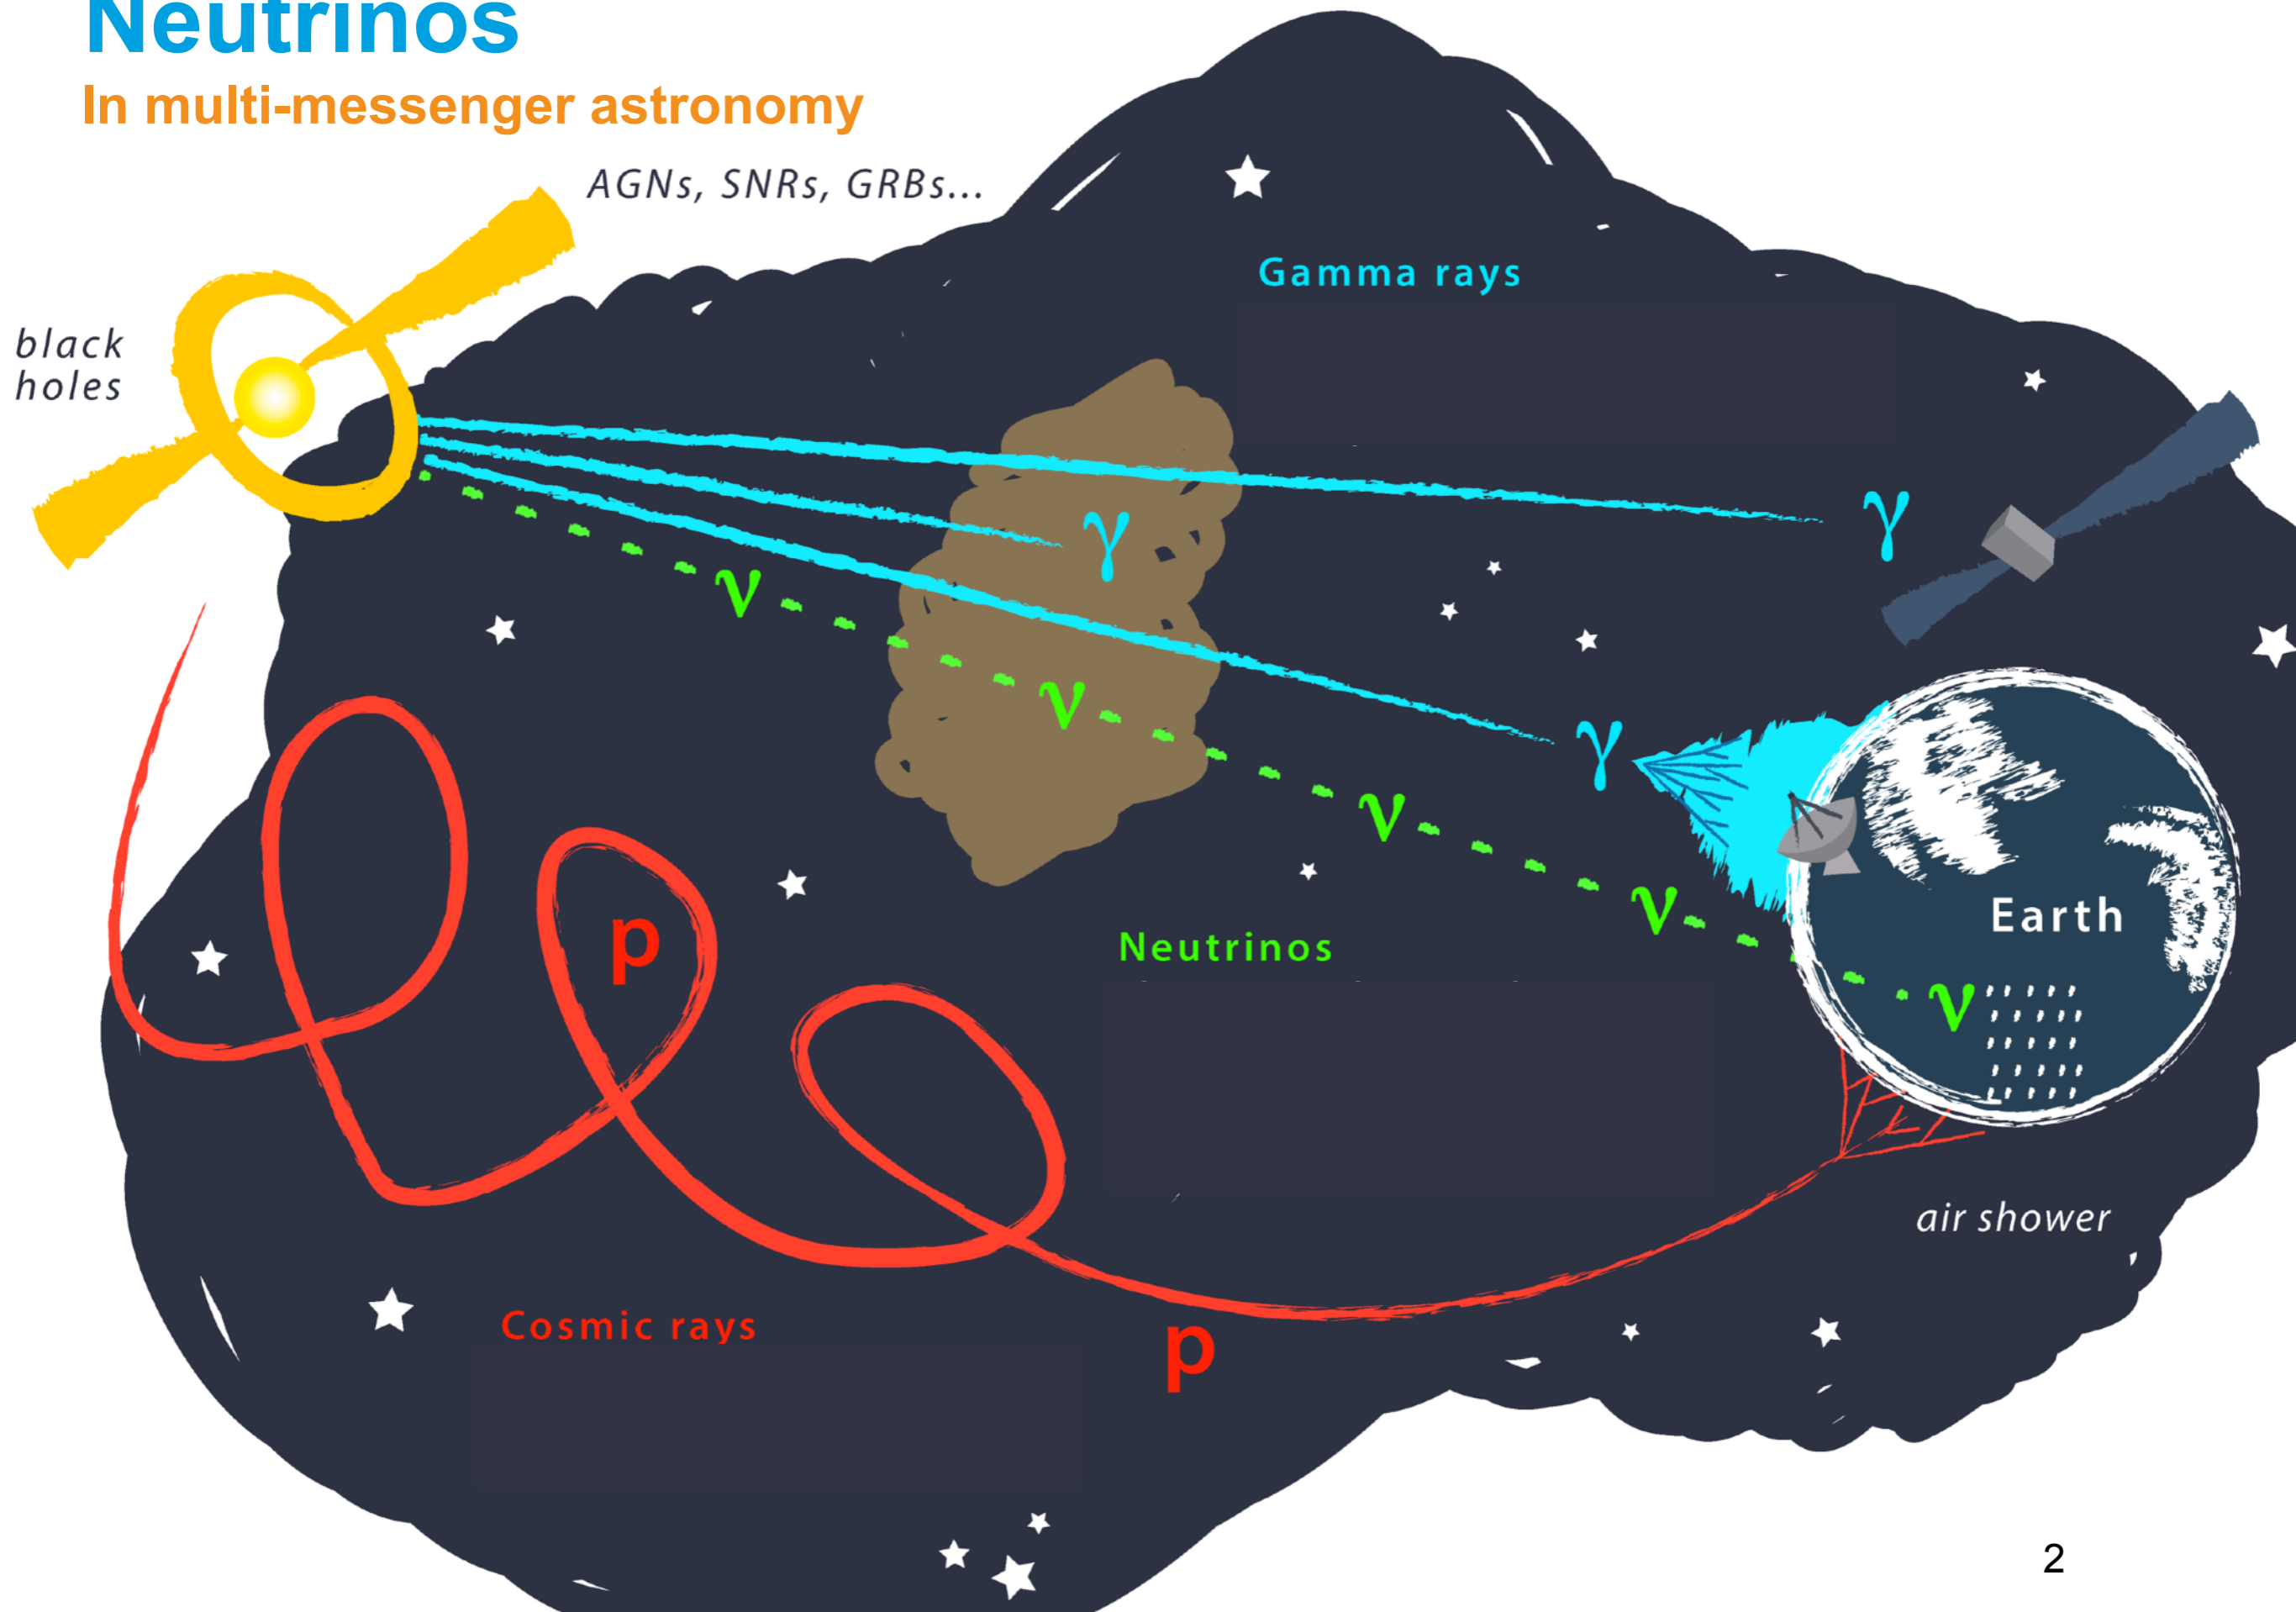 Neutrinos
In multi-messenger astronomy
AGNs, SNRs, GRBs...
Gamma rays
black
holes
γ
γ
ν
ν
γ
ν
ν
p
Earth
Neutrinos
ν
air shower
Cosmic rays
p
2